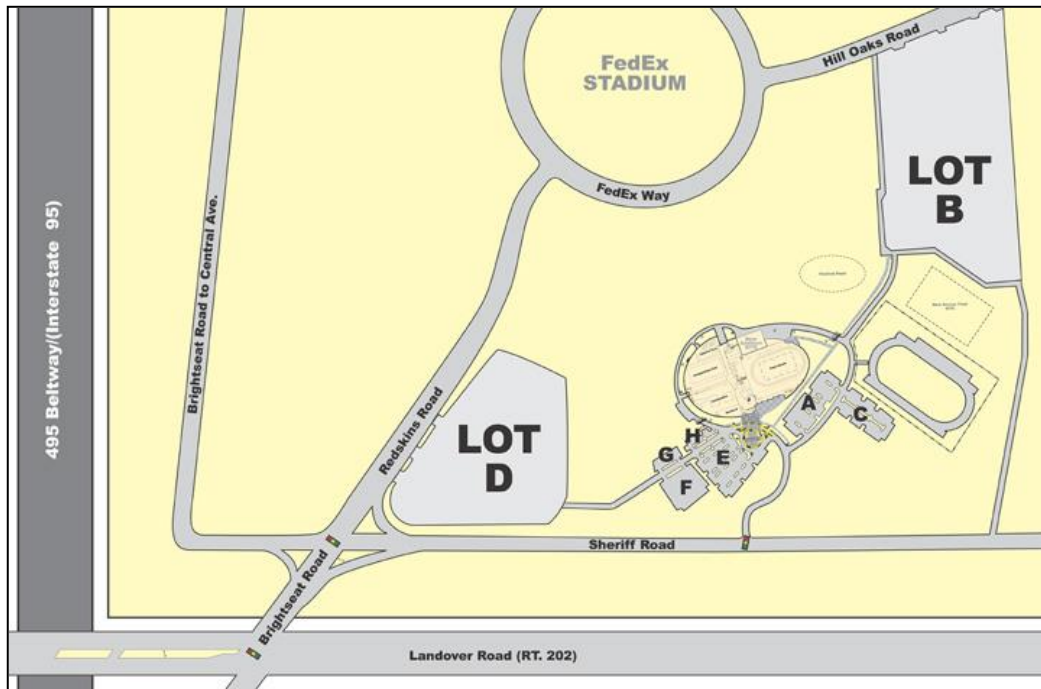 FedEx
STADIUM
Hill Oaks Road
LOT
B
FedEx Way
495 Beltway/(Interstate 95)
Brightseat Road to Central Ave.
Redskins Road
LOT
D
A
C
H
E
G
F
Sheriff Road
Brightseat Road
Landover Road (RT. 202)